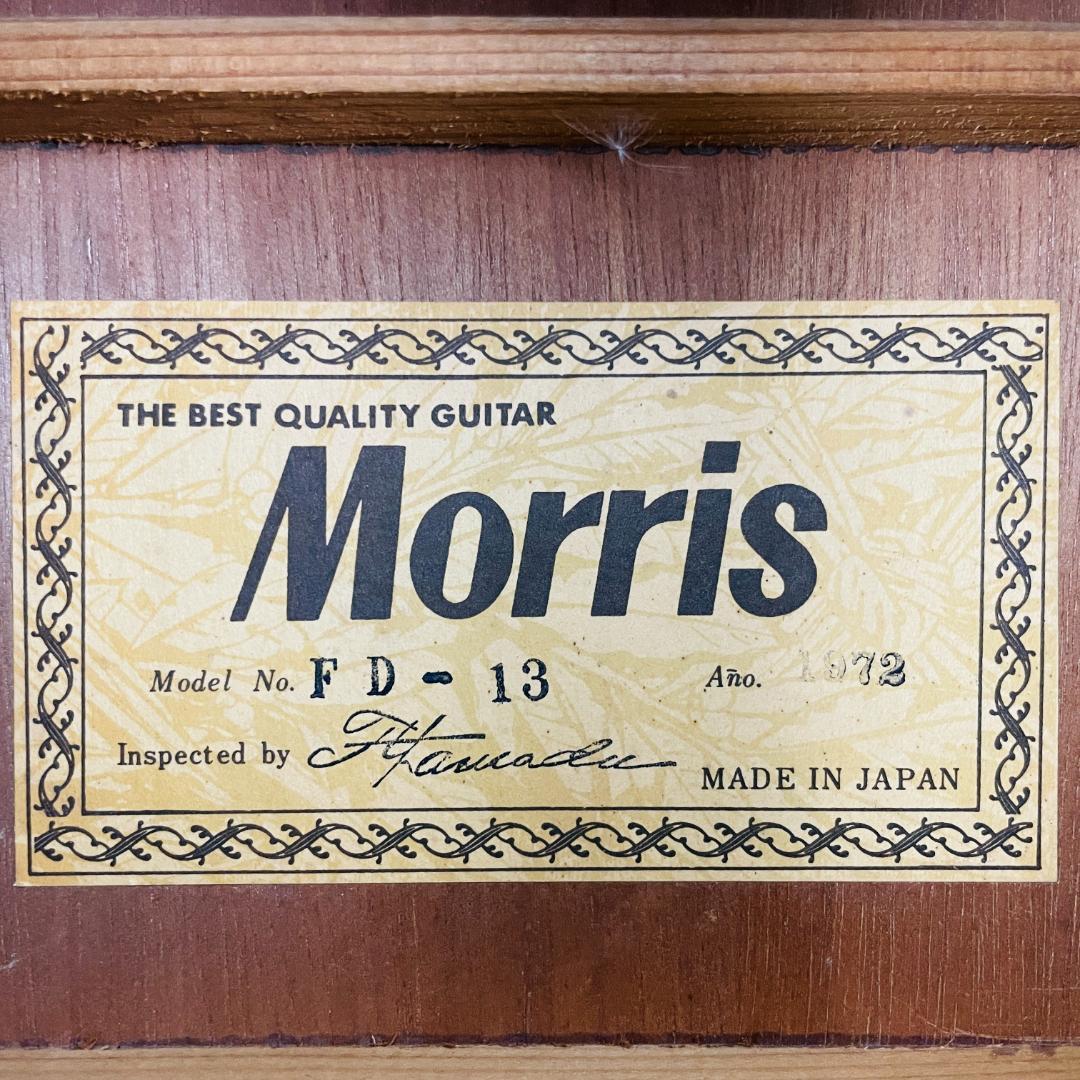 THE BEST QUALITY GUITAR
Morris
Model No. FD-13 Año. 1972
Inspected by
MADE IN JAPAN